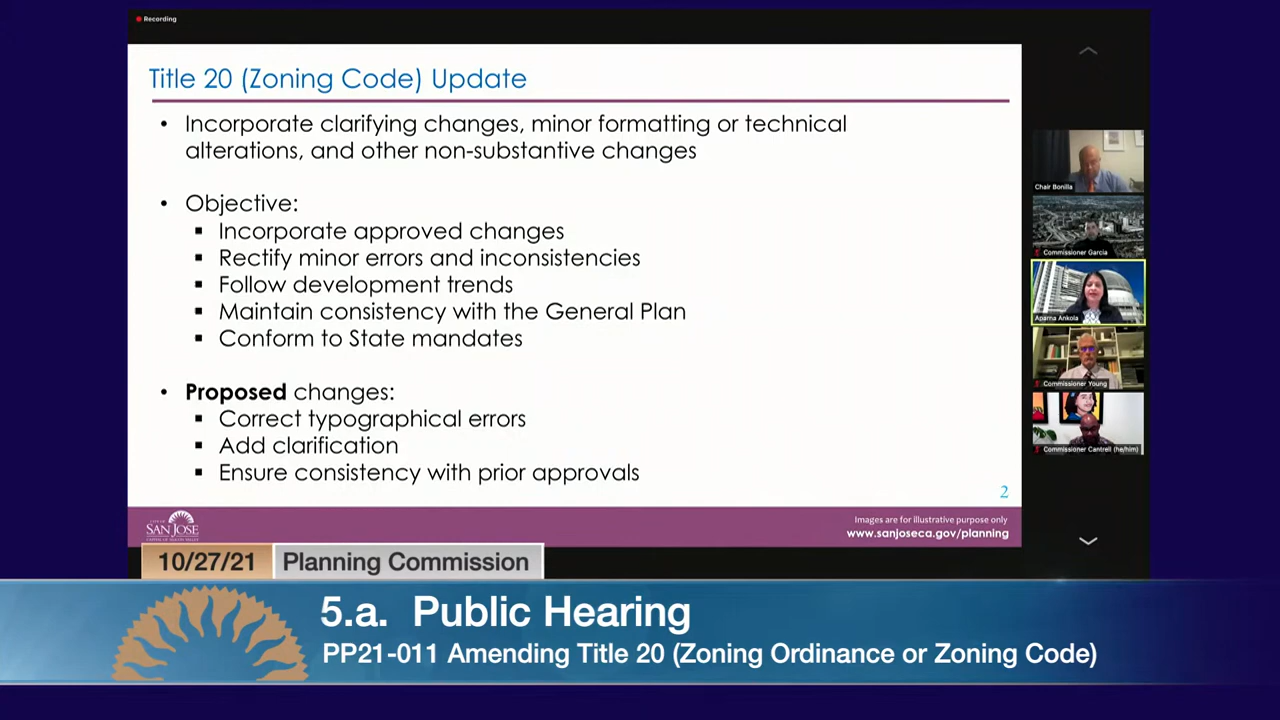 Recording
Title 20 (Zoning Code) Update
• Incorporate clarifying changes, minor formatting or technical
alterations, and other non-substantive changes
• Objective:
▪ Incorporate approved changes
▪ Rectify minor errors and inconsistencies
▪ Follow development trends
▪ Maintain consistency with the General Plan
▪ Conform to State mandates
• Proposed changes:
▪ Correct typographical errors
▪ Add clarification
▪ Ensure consistency with prior approvals
2
Chair Bonilla
Commissioner Garcia
Aparna Ankola
Commissioner Young
Commissioner Cantrell (he/him)
CITY OF
SAN JOSE
CAPITAL OF SILICON VALLEY
Images are for illustrative purpose only
www.sanjoseca.gov/planning
10/27/21 Planning Commission
5.a. Public Hearing
PP21-011 Amending Title 20 (Zoning Ordinance or Zoning Code)